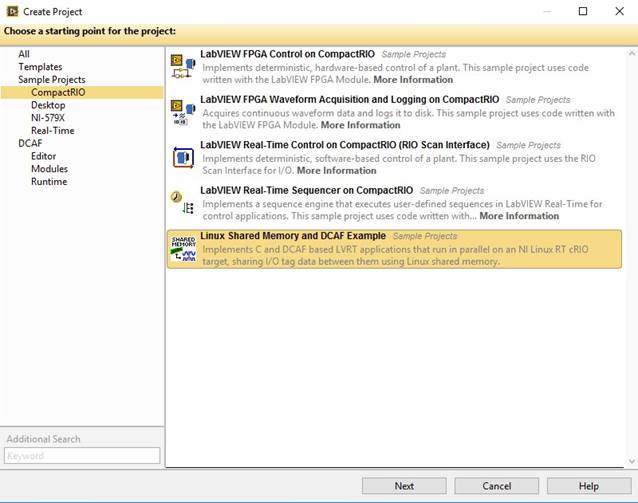 Create Project
Choose a starting point for the project:
All
Templates
Sample Projects
CompactRIO
Desktop
NI-579X
Real-Time
DCAF
Editor
Modules
Runtime
Additional Search
Keyword
LabVIEW FPGA Control on CompactRIO Sample Projects
Implements deterministic, hardware-based control of a plant. This sample project uses code
written with the LabVIEW FPGA Module. More Information
LabVIEW FPGA Waveform Acquisition and Logging on CompactRIO Sample Projects
Acquires continuous waveform data and logs it to disk. This sample project uses code written with
the LabVIEW FPGA Module. More Information
LabVIEW Real-Time Control on CompactRIO (RIO Scan Interface) Sample Projects
Implements deterministic, software-based control of a plant. This sample project uses the RIO
Scan Interface for I/O. More Information
LabVIEW Real-Time Sequencer on CompactRIO Sample Projects
Implements a sequence engine that executes user-defined sequences in LabVIEW Real-Time for
control applications. This sample project uses code written with... More Information
SHARED
MEMORY
Linux Shared Memory and DCAF Example Sample Projects
Implements C and DCAF based LVRT applications that run in parallel on an NI Linux RT cRIO
target, sharing I/O tag data between them using Linux shared memory.
Next
Cancel
Help